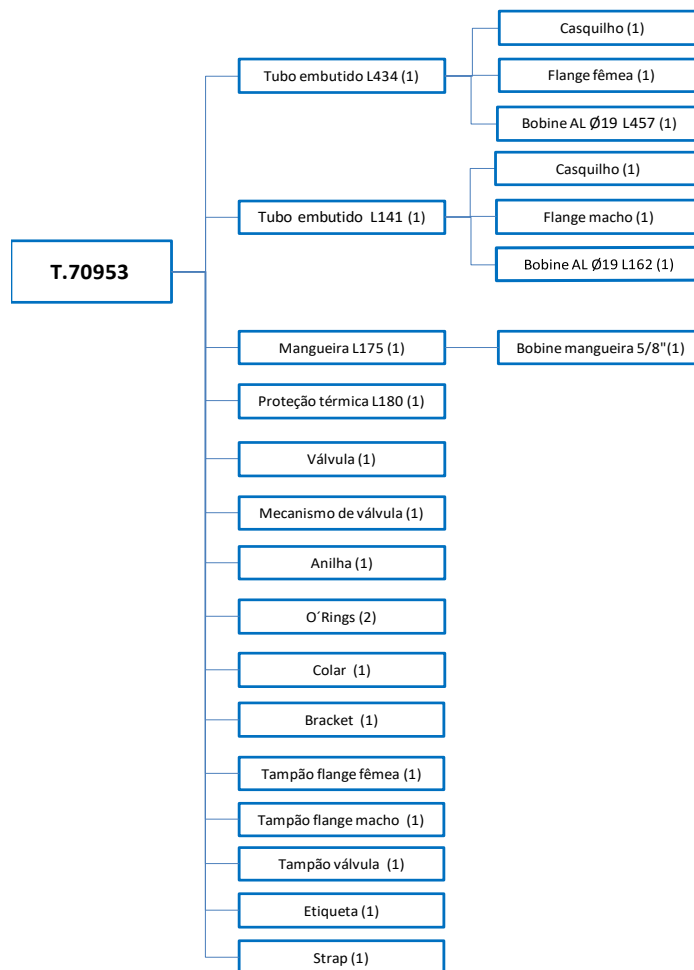 Casquilho (1)
Tubo embutido L434 (1)
Flange fêmea (1)
Bobine AL Ø19 L457 (1)
Casquilho (1)
Tubo embutido L141 (1)
Flange macho (1)
Bobine AL Ø19 L162 (1)
T.70953
Mangueira L175 (1)
Bobine mangueira 5/8"(1)
Proteção térmica L180 (1)
Válvula (1)
Mecanismo de válvula (1)
Anilha (1)
O´Rings (2)
Colar (1)
Bracket (1)
Tampão flange fêmea (1)
Tampão flange macho (1)
Tampão válvula (1)
Etiqueta (1)
Strap (1)